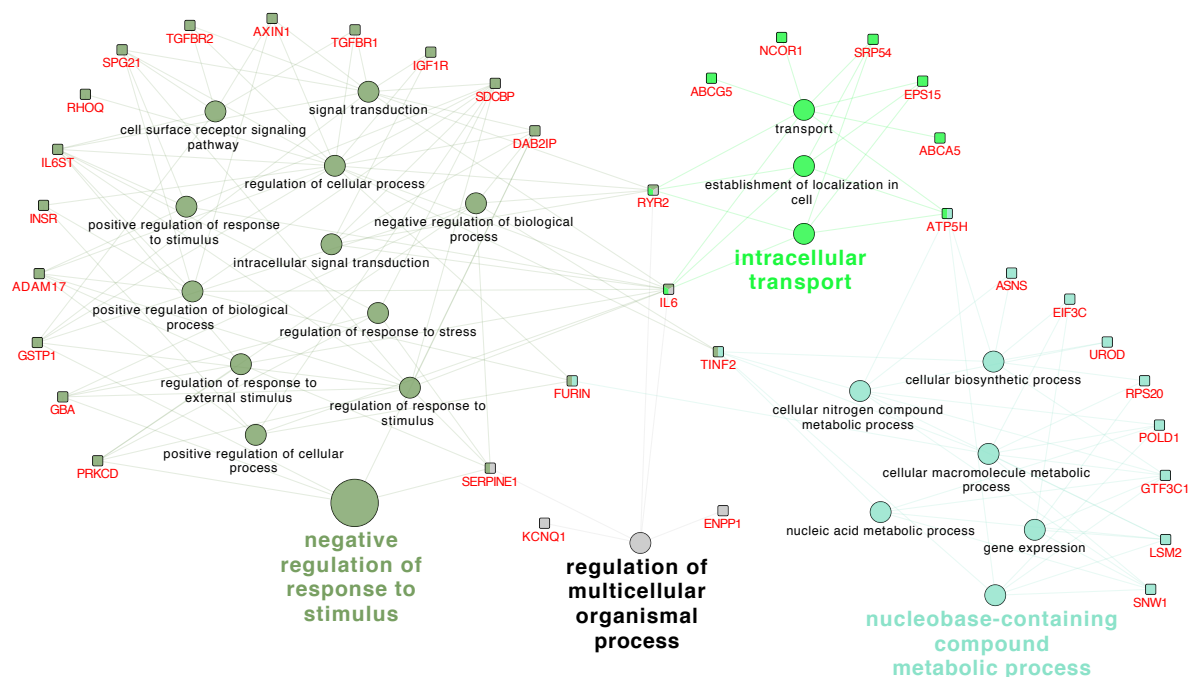 AXIN1
TGFBR2
TGFBR1
SPG21
IGF1R
SDCBP
RHOQ
signal transduction
cell surface receptor signaling
pathway
DAB2IP
IL6ST
regulation of cellular process
INSR
positive regulation of response
to stimulus
negative regulation of biological
process
intracellular signal transduction
ADAM17
positive regulation of biological
process
regulation of response to stress
GSTP1
regulation of response to
external stimulus
regulation of response to
stimulus
GBA
positive regulation of cellular
process
PRKCD
SERPINE1
negative
regulation of
response to
stimulus
NCOR1
SRP54
ABCG5
EPS15
transport
ABCA5
establishment of localization in
cell
RYR2
ATP5H
intracellular
transport
IL6
TINF2
FURIN
KCNQ1
ENPP1
regulation of
multicellular
organismal
process
ASNS
EIF3C
UROD
cellular biosynthetic process
RPS20
cellular nitrogen compound
metabolic process
POLD1
cellular macromolecule metabolic
process
GTF3C1
nucleic acid metabolic process
gene expression
LSM2
SNW1
nucleobase-containing
compound
metabolic process